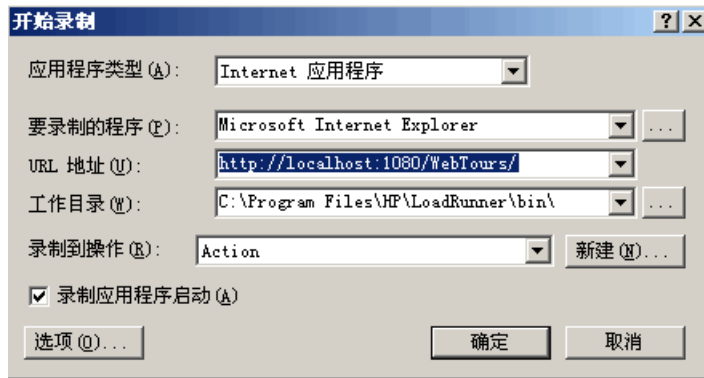 开始录制
应用程序类型(A): Internet 应用程序
要录制的程序(P): Microsoft Internet Explorer ...
URL 地址(U): http://localhost:1080/WebTours/
工作目录(W): C:\Program Files\HP\LoadRunner\bin\ ...
录制到操作(R): Action 新建(N)...
录制应用程序启动(A)
选项(O)... 确定 取消